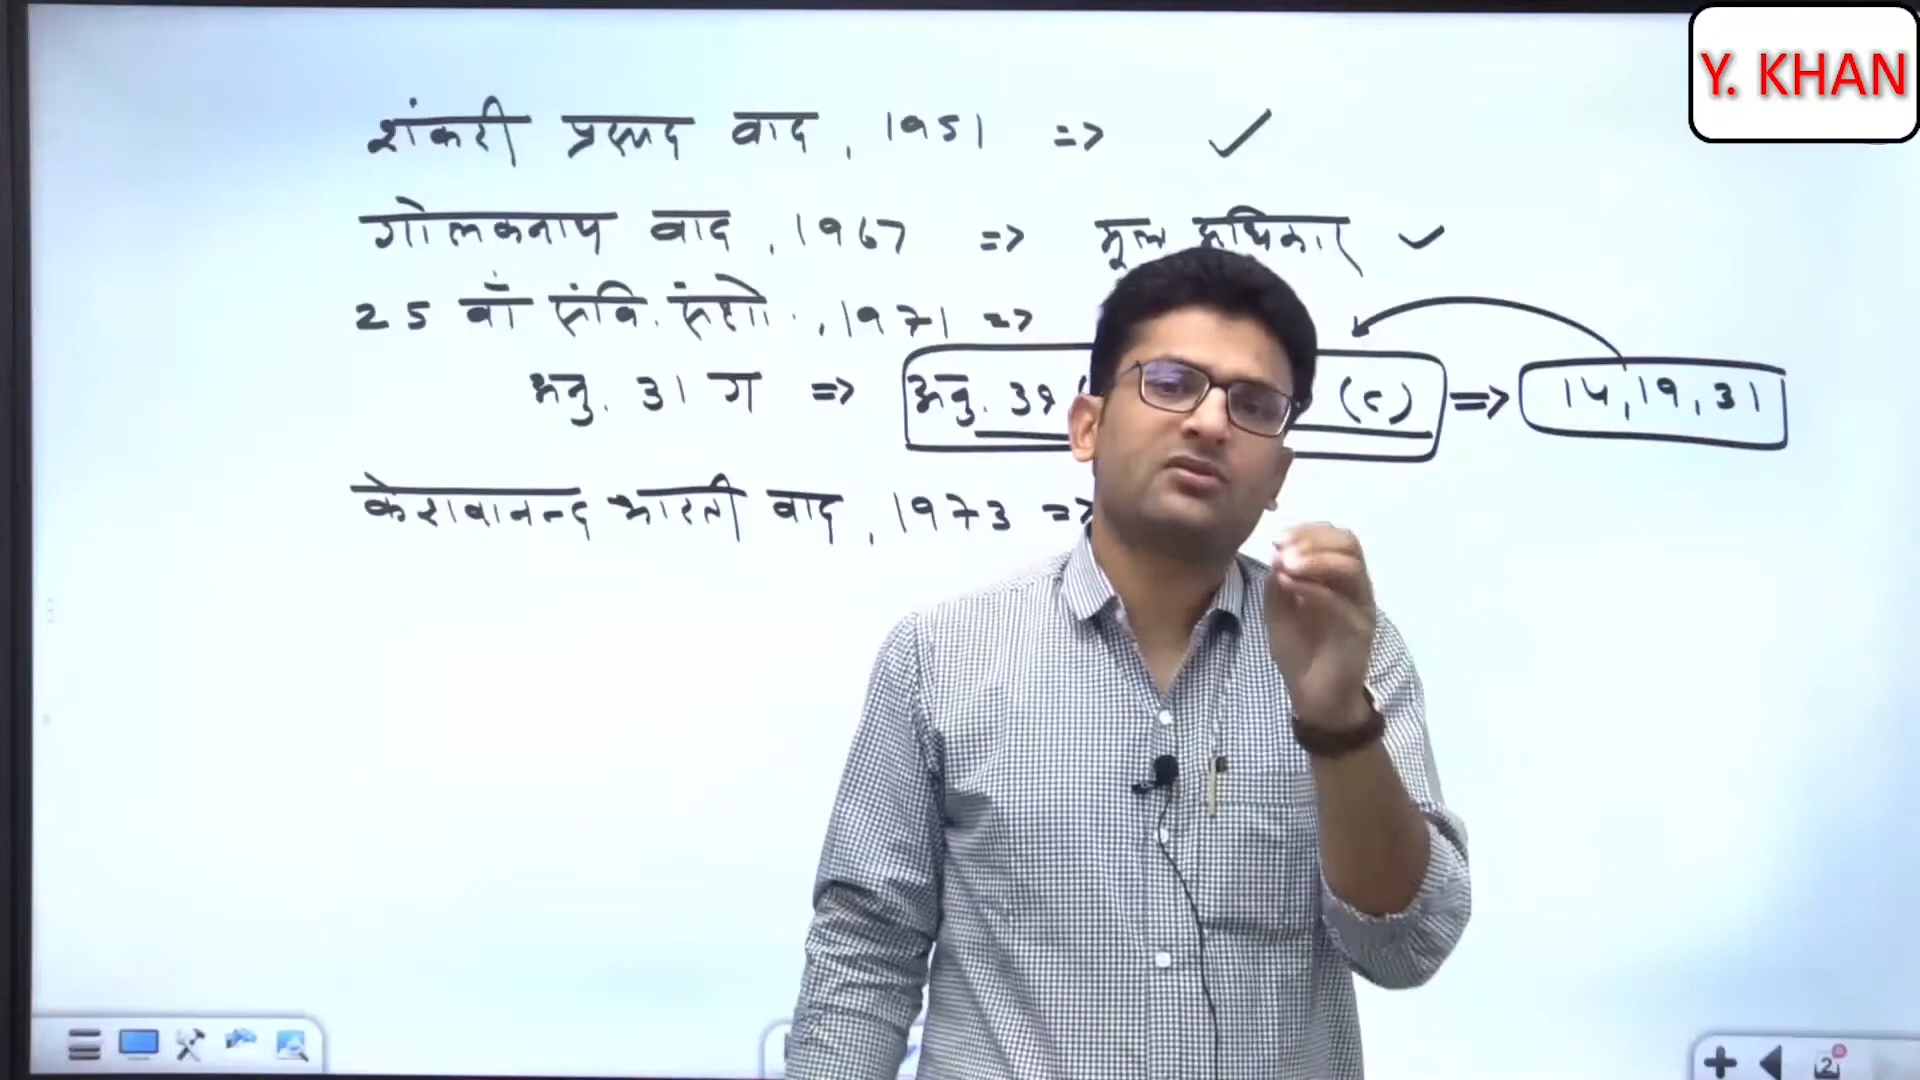 Y. KHAN
शंकरी प्रसाद वाद, 1951 => ✓
गोलकनाथ वाद, 1967 => मूल अधिकार ✓
25 वाँ संवि. संशो., 1971 =>
अनु. 31 ग => अनु. 39 ( (c) => 14, 19, 31
केशवानन्द भारती वाद, 1973 =>
2